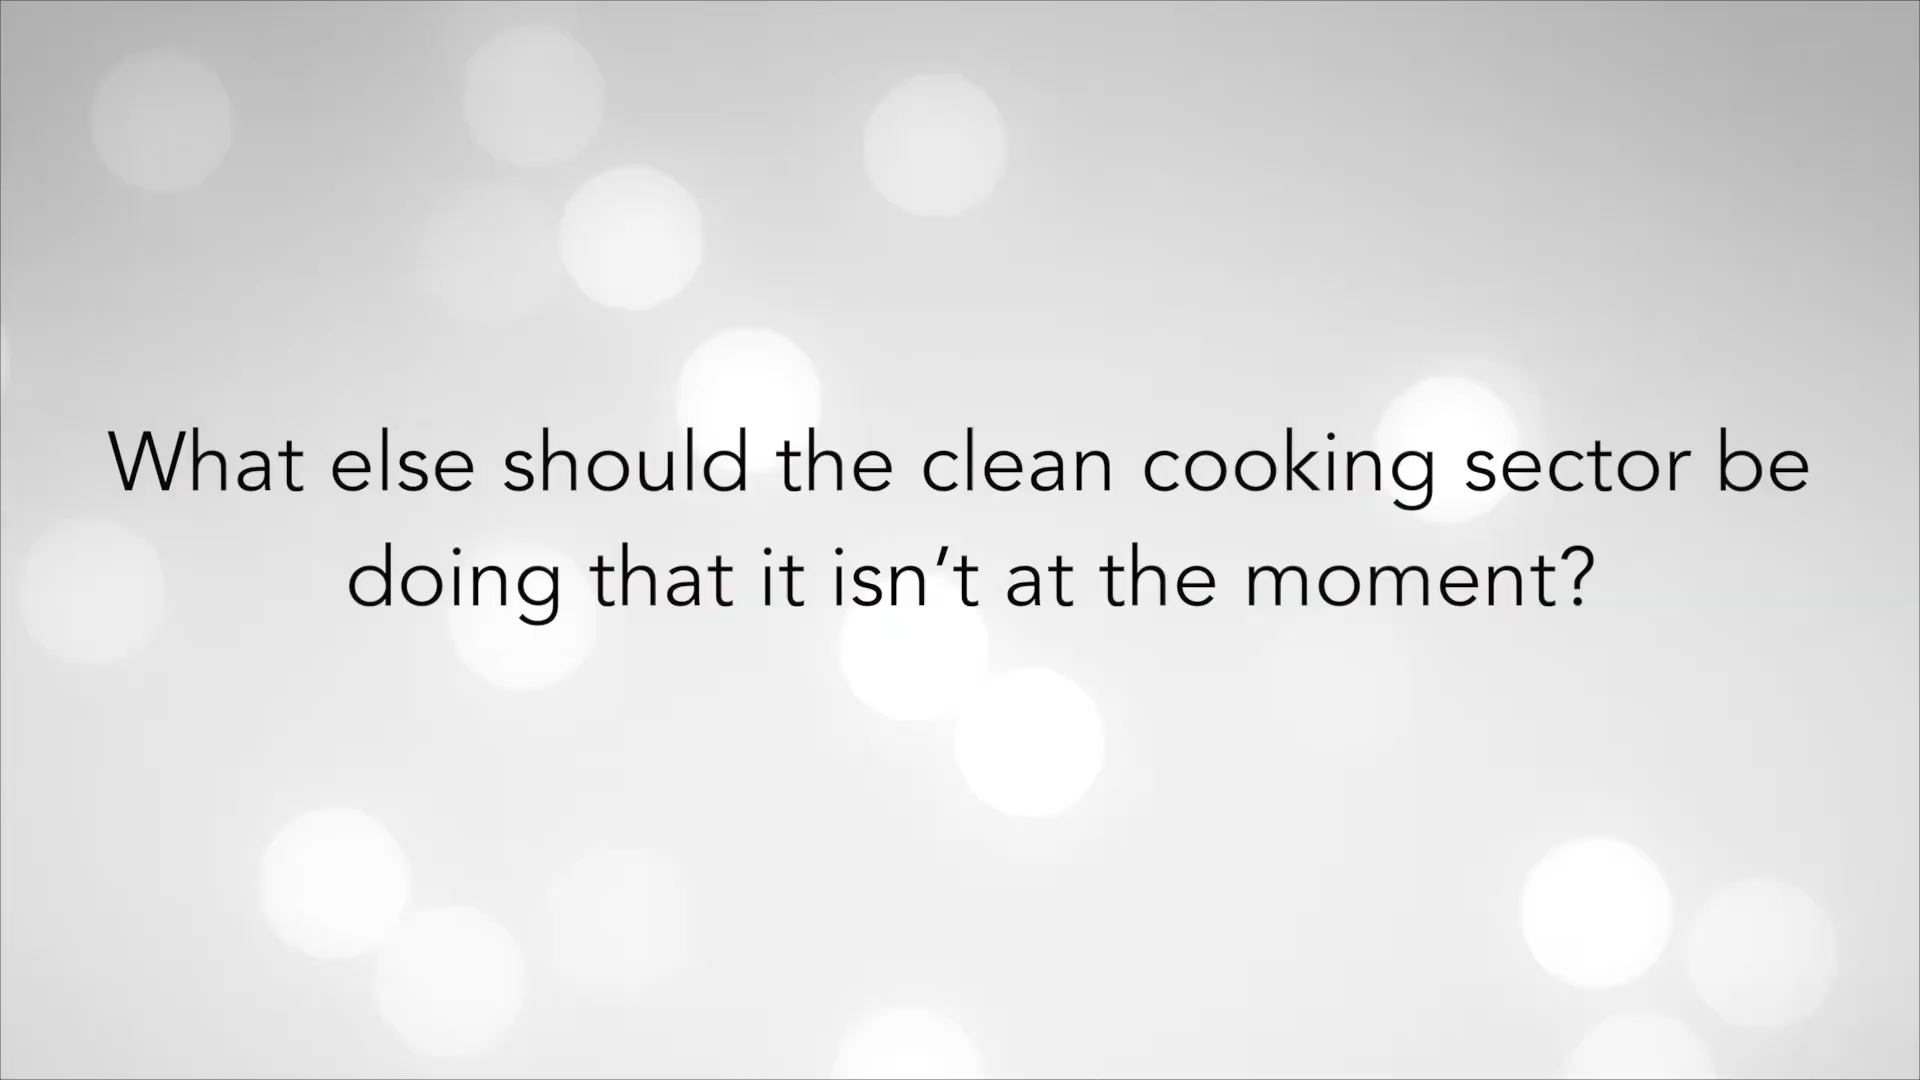 What else should the clean cooking sector be
doing that it isn’t at the moment?